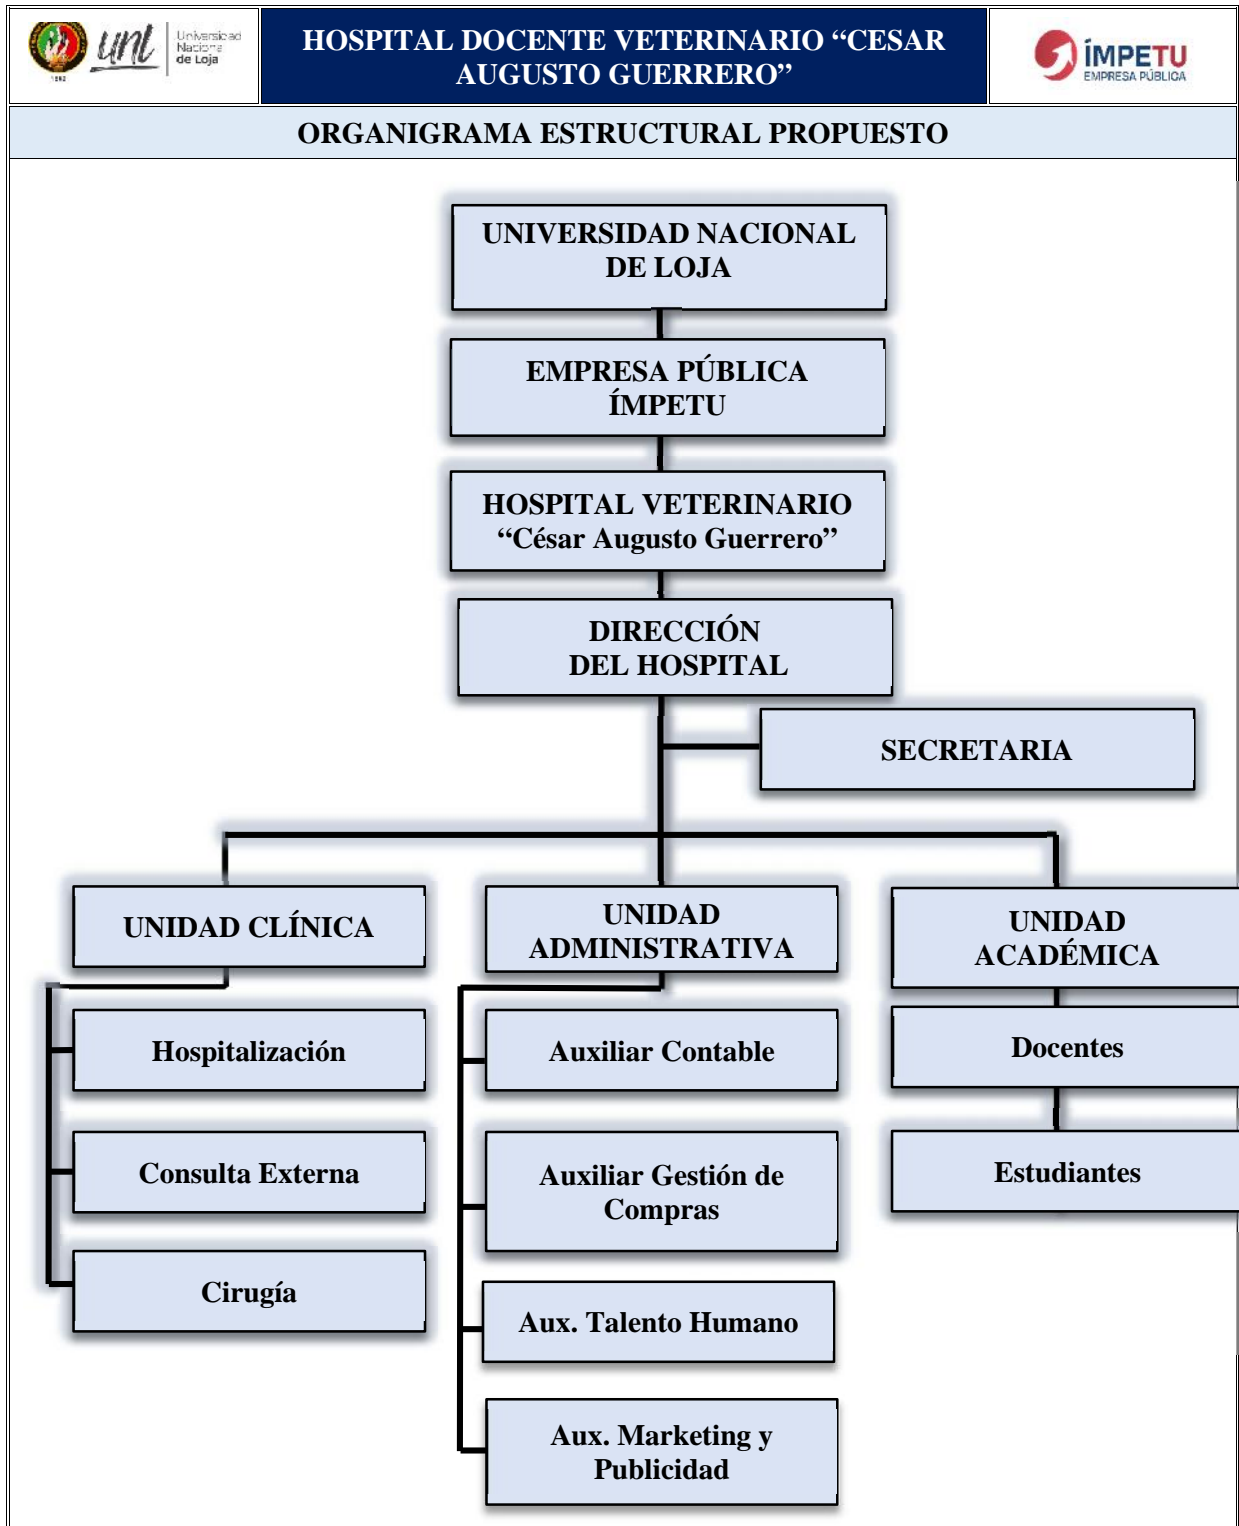 unl
Universidad
Nacional
de Loja
HOSPITAL DOCENTE VETERINARIO “CESAR
AUGUSTO GUERRERO”
ÍMPETU
EMPRESA PÚBLICA
ORGANIGRAMA ESTRUCTURAL PROPUESTO
UNIVERSIDAD NACIONAL
DE LOJA
EMPRESA PÚBLICA
ÍMPETU
HOSPITAL VETERINARIO
“César Augusto Guerrero”
DIRECCIÓN
DEL HOSPITAL
SECRETARIA
UNIDAD CLÍNICA
UNIDAD
ADMINISTRATIVA
UNIDAD
ACADÉMICA
Hospitalización
Auxiliar Contable
Docentes
Consulta Externa
Auxiliar Gestión de
Compras
Estudiantes
Cirugía
Aux. Talento Humano
Aux. Marketing y
Publicidad